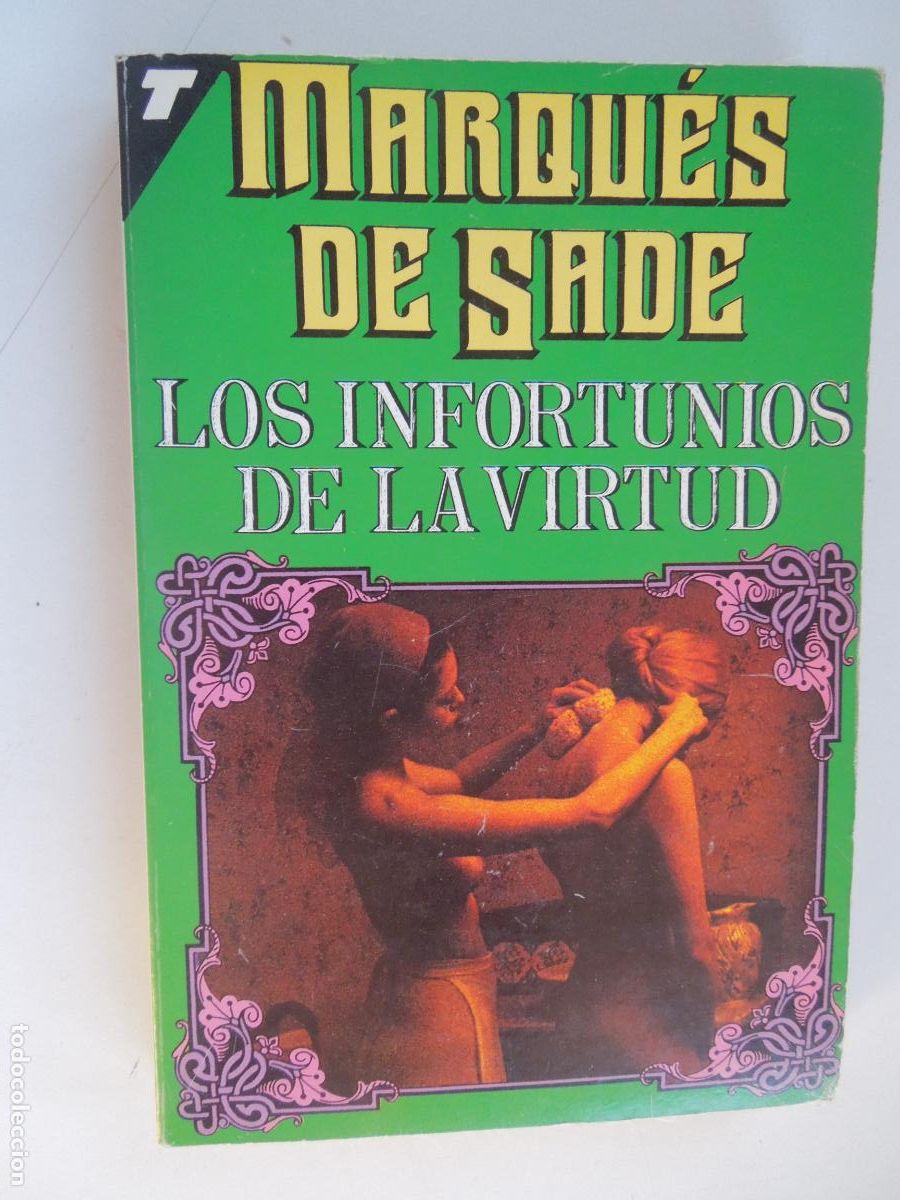 T
MARQUÉS
DE SADE
LOS INFORTUNIOS
DE LA VIRTUD
todocoleccion